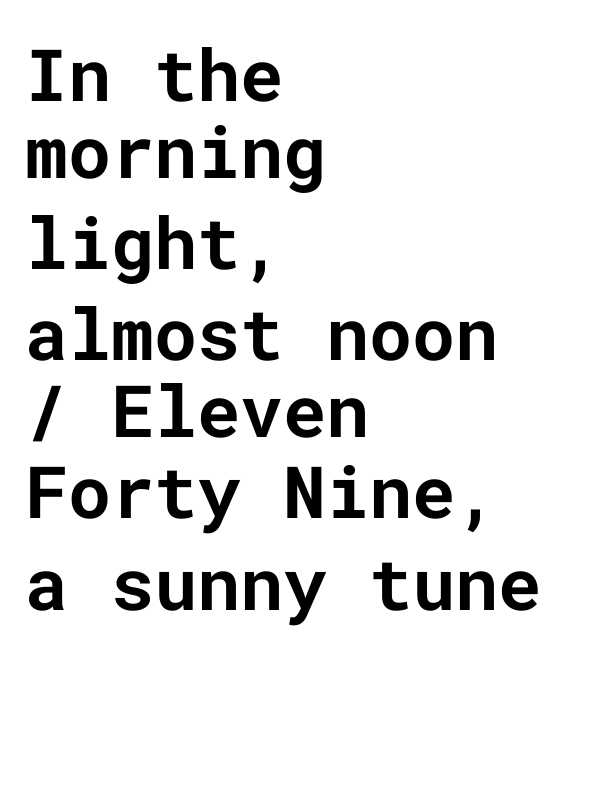 In the
morning
light,
almost noon
/ Eleven
Forty Nine,
a sunny tune